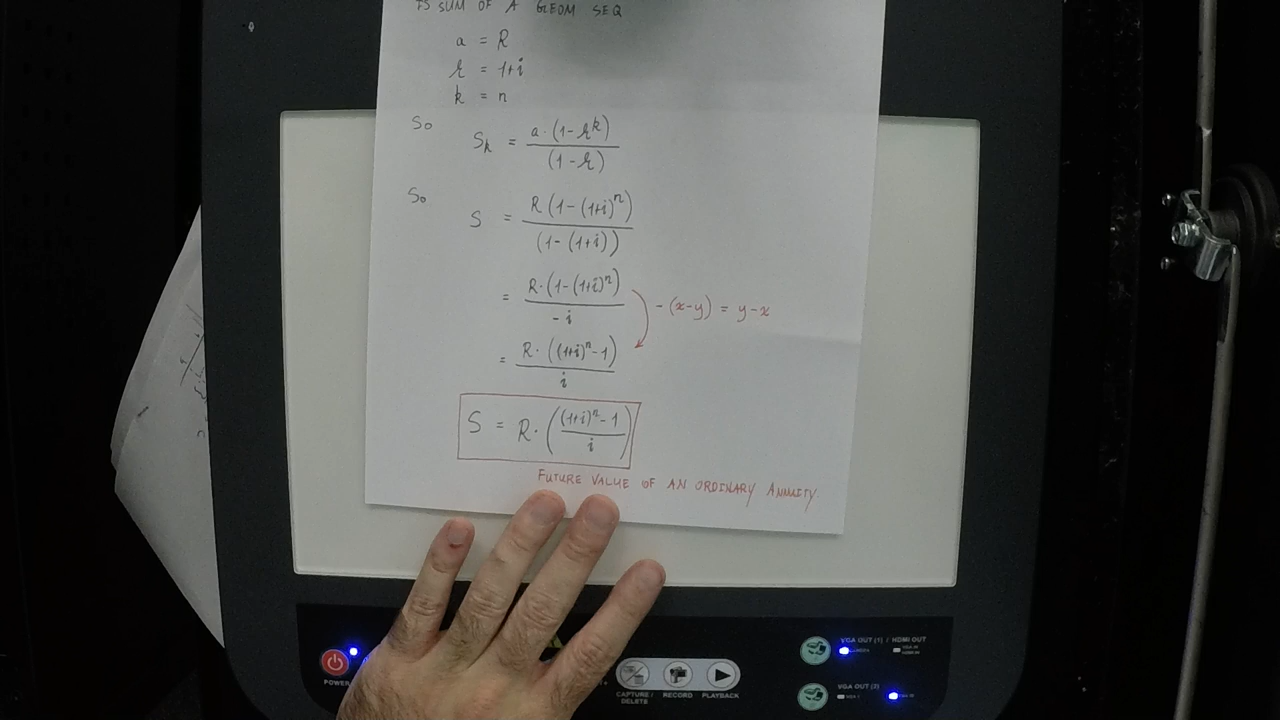 IS SUM OF A GEOM SEQ
a = R
r = 1+i
k = n
So
S_k = a·(1-r^k) / (1-r)
So
S = R(1-(1+i)^n) / (1-(1+i))
= R·(1-(1+i)^n) / -i
-(x-y) = y-x
= R·((1+i)^n-1) / i
S = R·(((1+i)^n-1) / i)
FUTURE VALUE OF AN ORDINARY ANNUITY.
POWER
CAPTURE / DELETE
RECORD
PLAYBACK
VGA OUT (1) / HDMI OUT
VGA OUT (2)